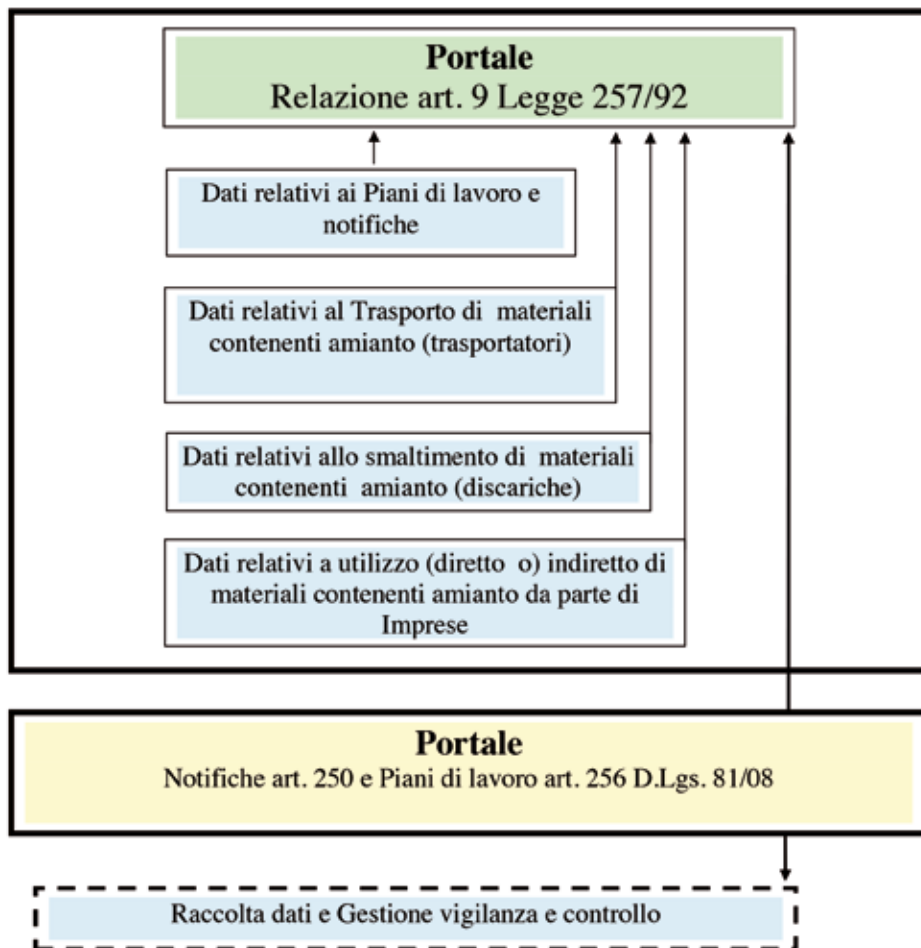 Portale
Relazione art. 9 Legge 257/92
Dati relativi ai Piani di lavoro e
notifiche
Dati relativi al Trasporto di materiali
contenenti amianto (trasportatori)
Dati relativi allo smaltimento di materiali
contenenti amianto (discariche)
Dati relativi a utilizzo (diretto o) indiretto di
materiali contenenti amianto da parte di
Imprese
Portale
Notifiche art. 250 e Piani di lavoro art. 256 D.Lgs. 81/08
Raccolta dati e Gestione vigilanza e controllo